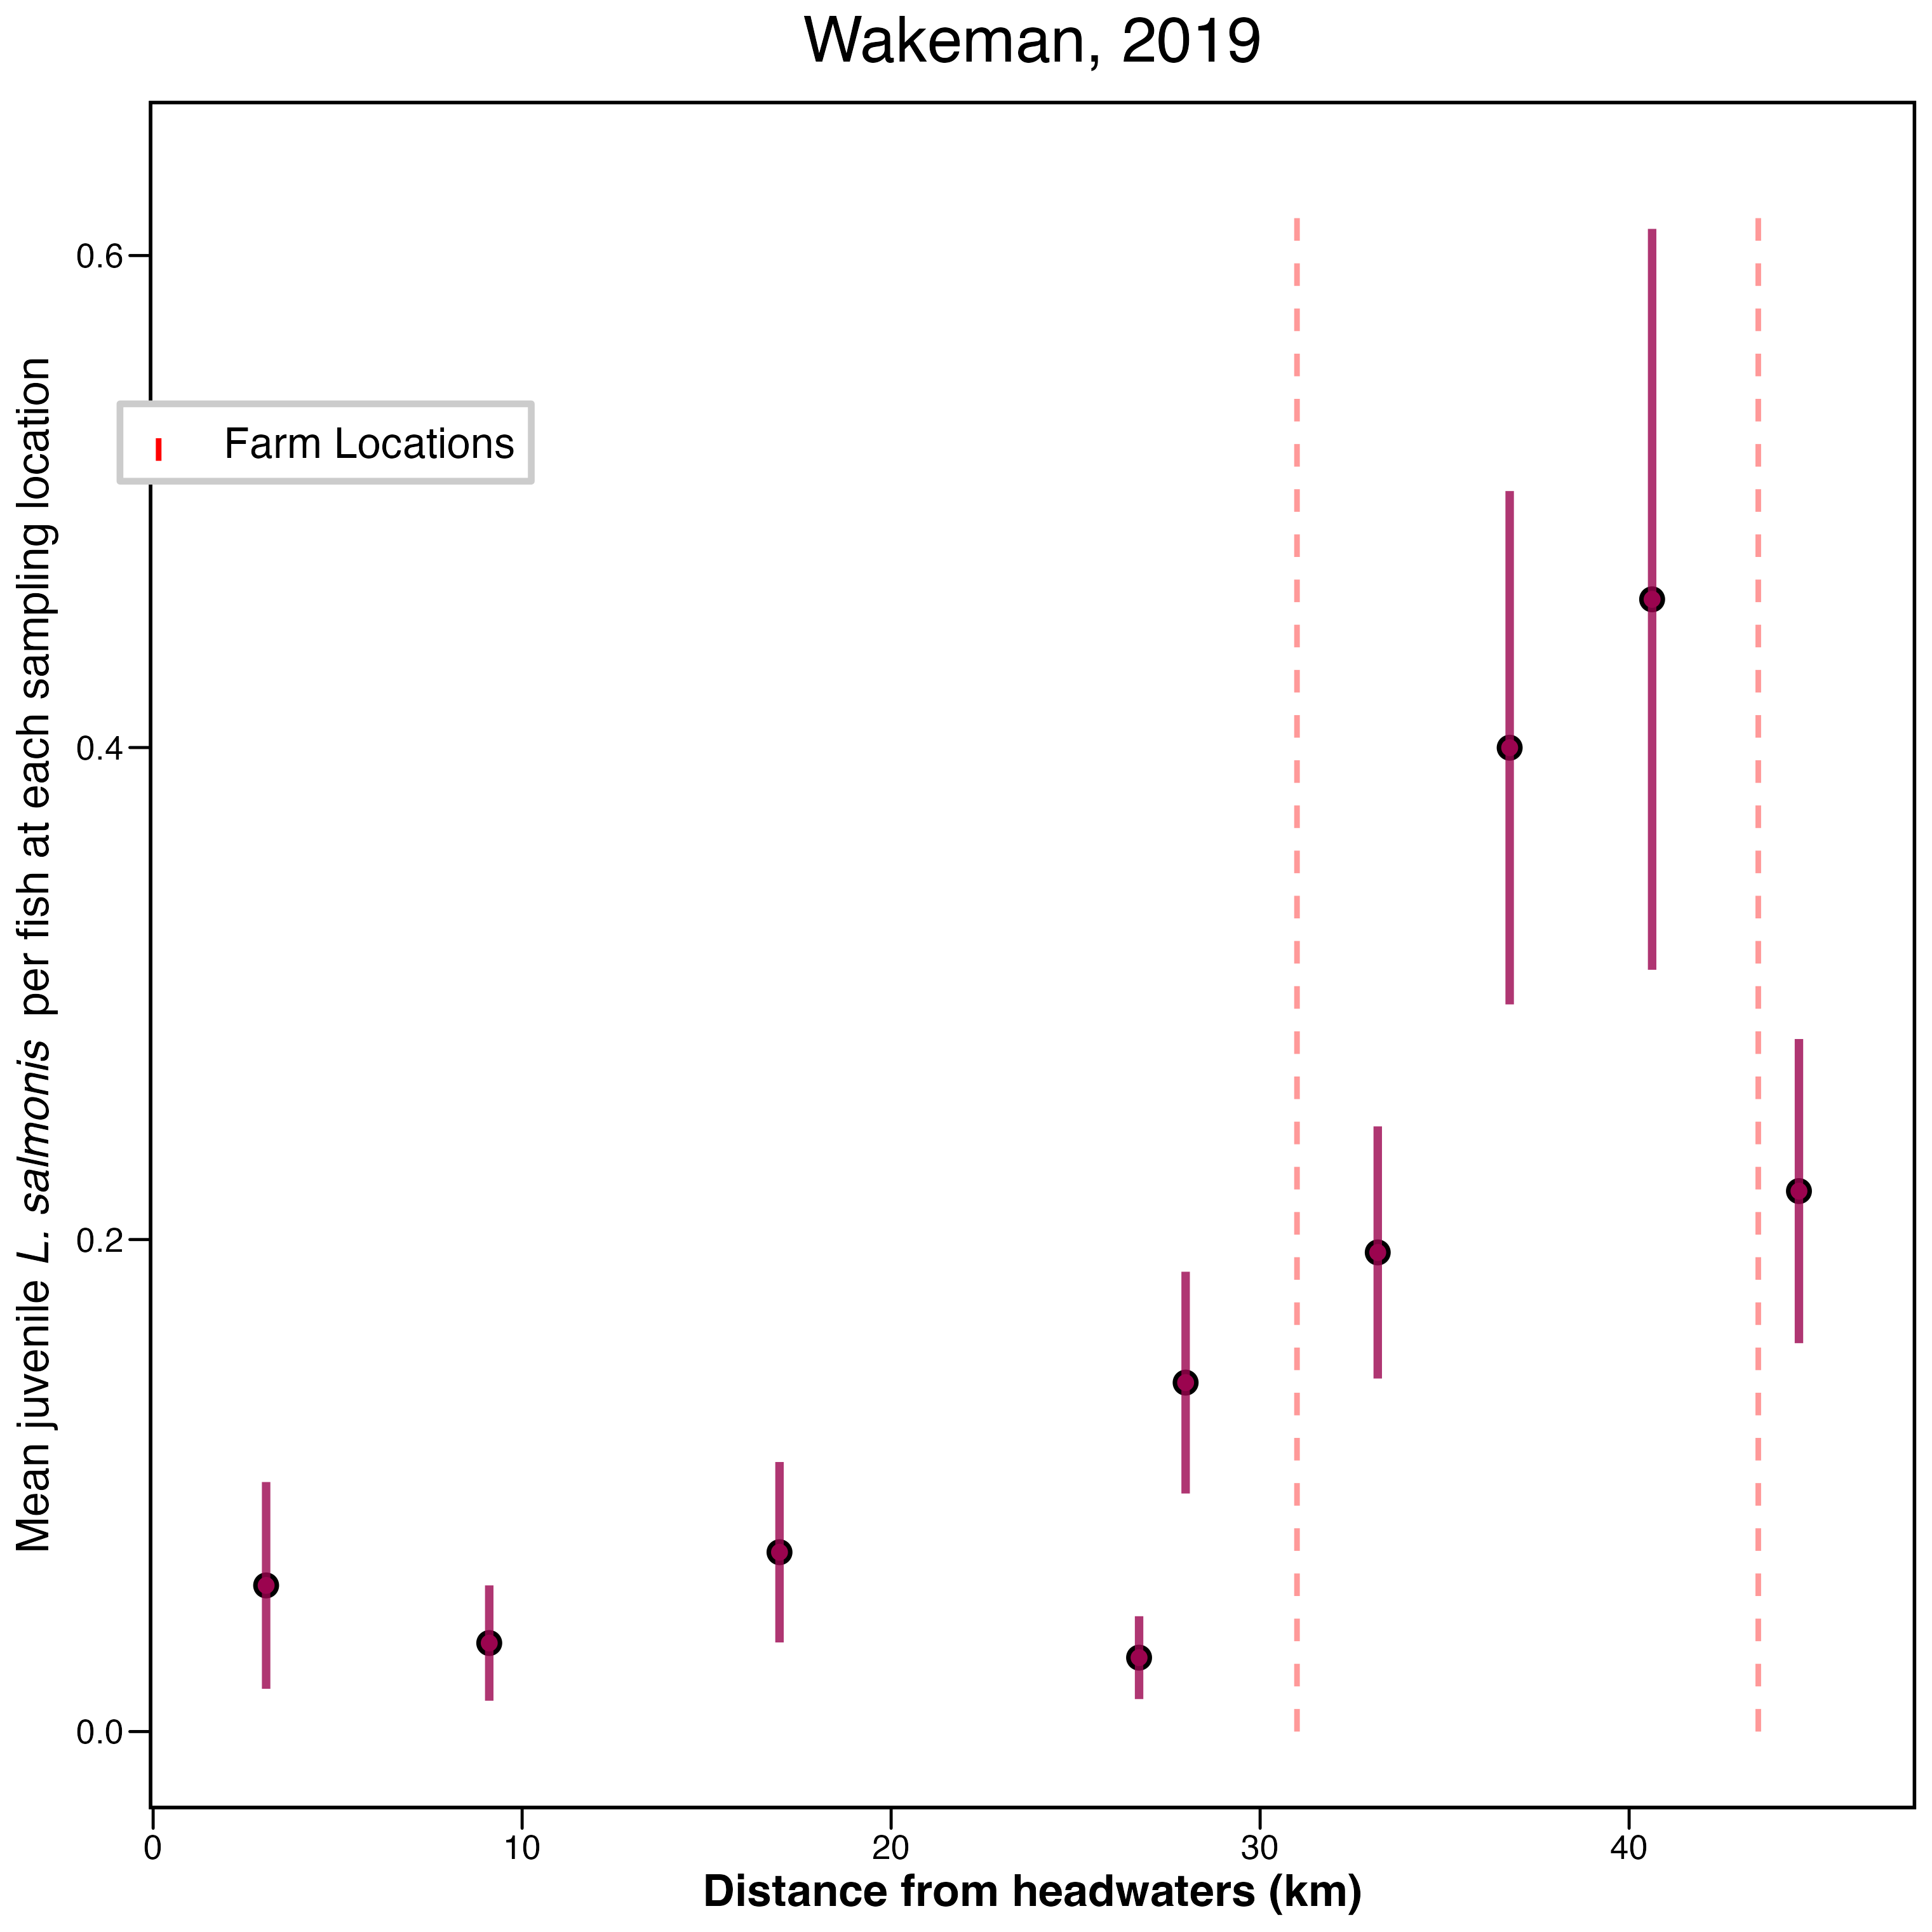 Wakeman, 2019
Mean juvenile L. salmonis per fish at each sampling location
0.6
0.4
0.2
0.0
Farm Locations
0 10 20 30 40
Distance from headwaters (km)